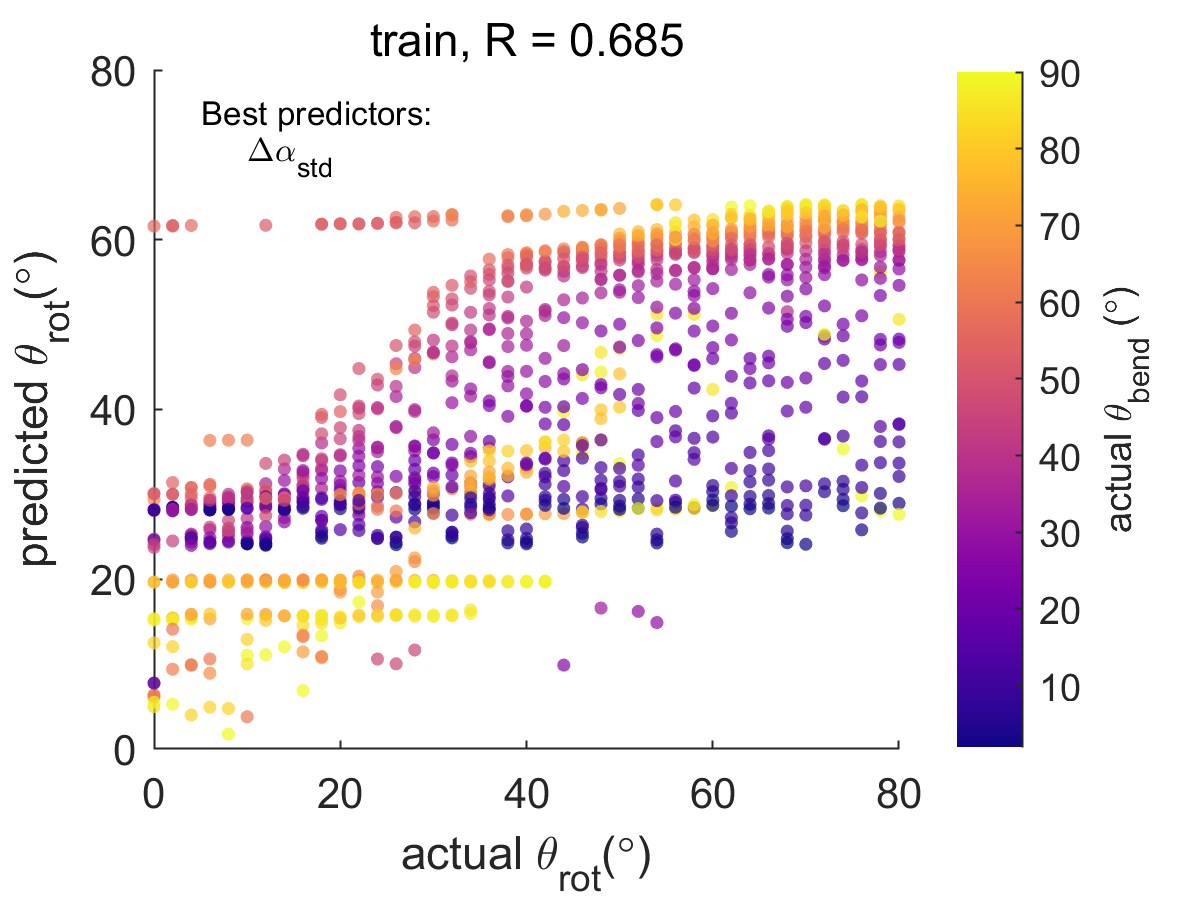 train, R = 0.685
Best predictors:
Δα_std
predicted θ_rot(°)
80
60
40
20
0
0 20 40 60 80
actual θ_rot(°)
90
80
70
60
50
40
30
20
10
actual θ_bend (°)